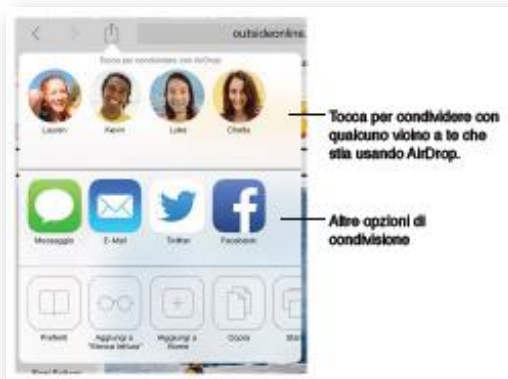 outsideonline.
Tocca per condividere con AirDrop
Lauren
Kevin
Luke
Chella
Tocca per condividere con
qualcuno vicino a te che
stia usando AirDrop.
Messaggio
E-Mail
Twitter
Facebook
Altre opzioni di
condivisione
Preferiti
Aggiungi a
"Elenco lettura"
Aggiungi a
Home
Copia